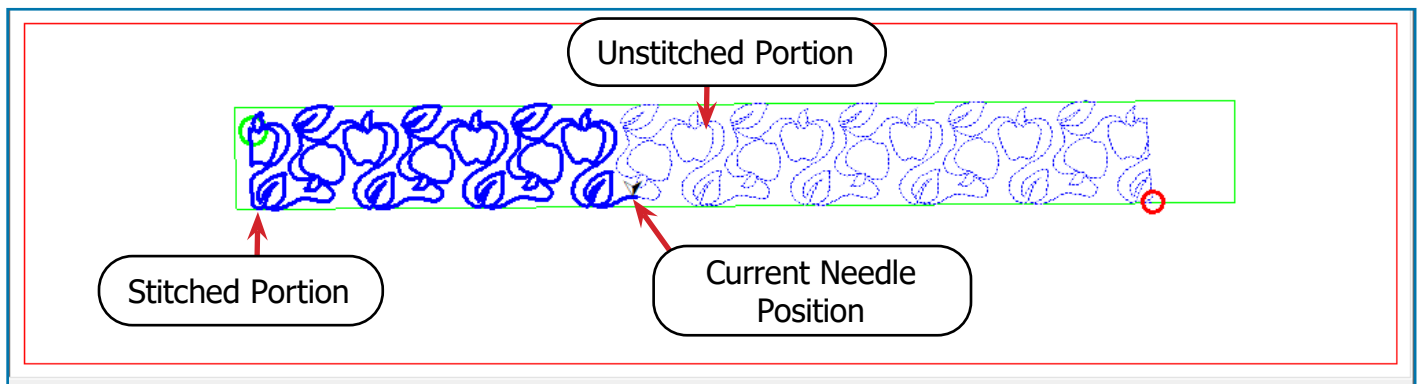 Unstitched Portion
Stitched Portion
Current Needle
Position